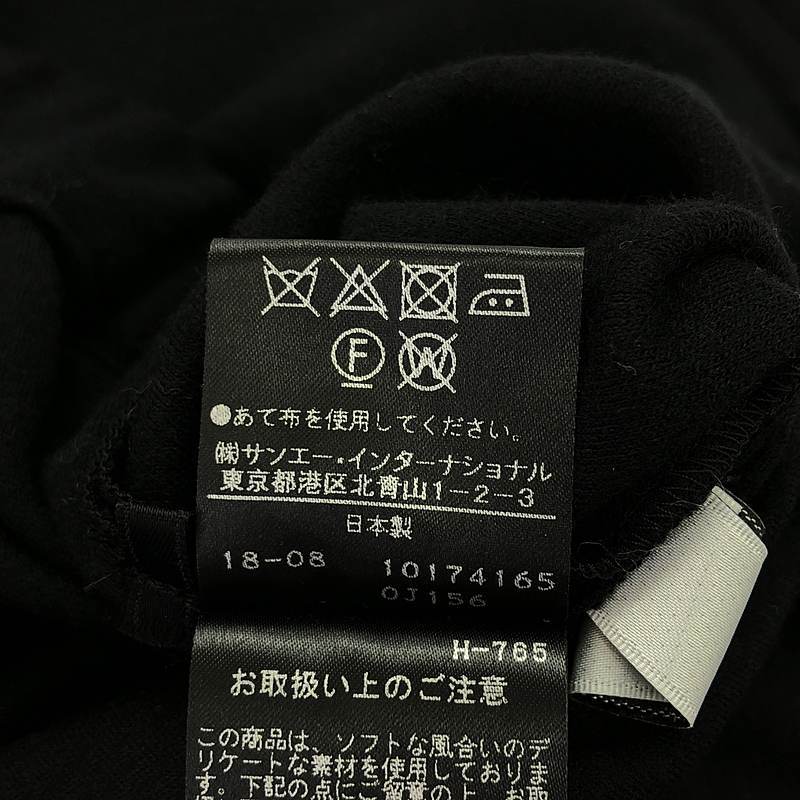 F W
●あて布を使用してください。
㈱サンエー・インターナショナル
東京都港区北青山1-2-3
日本製
18-08 10174165
0J156
H-765
お取扱い上のご注意
この商品は、ソフトな風合いのデ
リケートな素材を使用しておりま
す。下記の点にご留意の上、お取